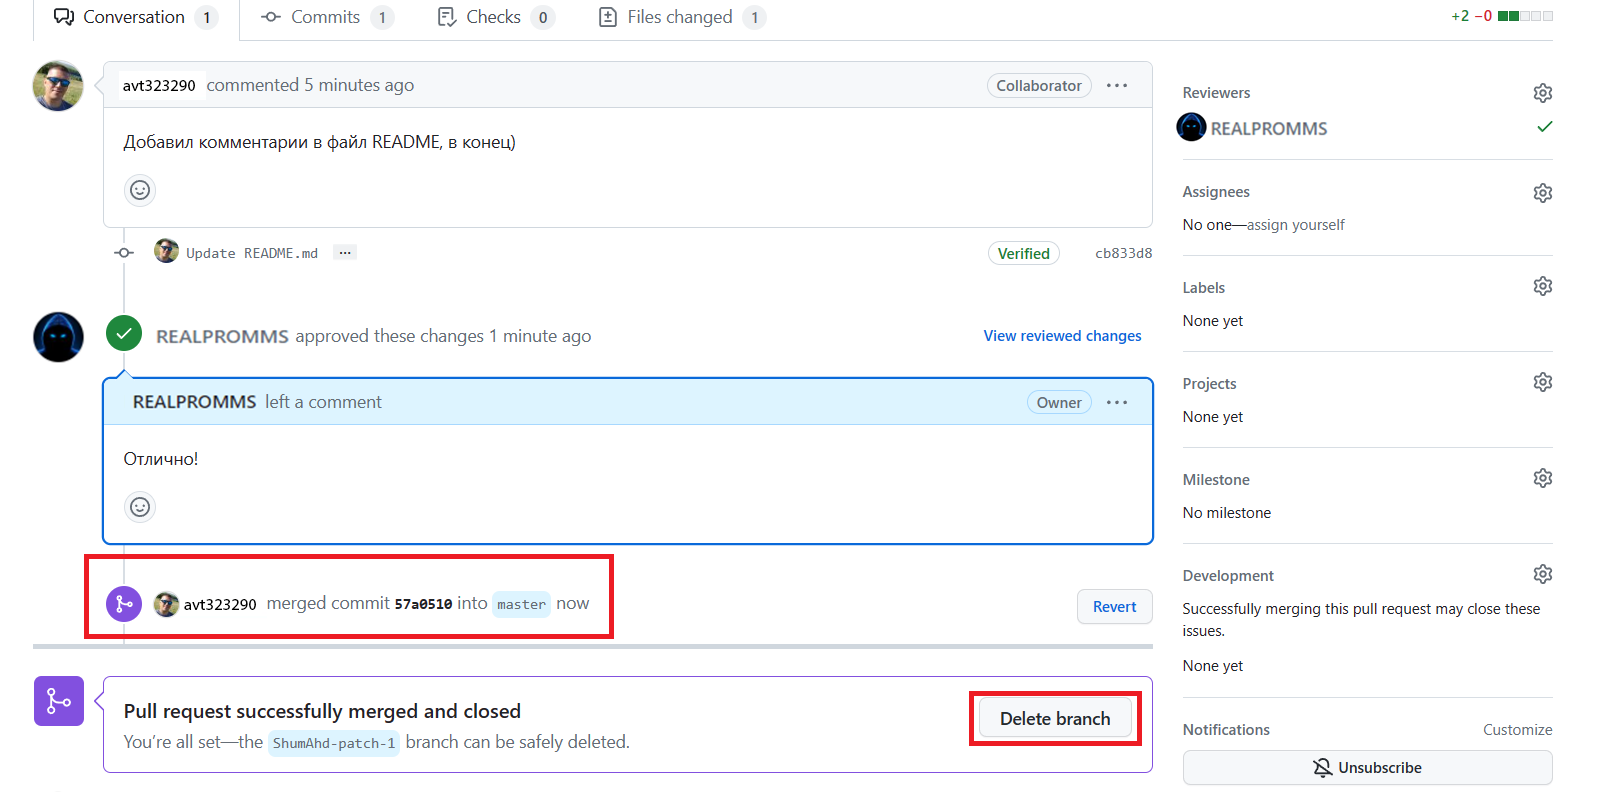 Conversation 1 Commits 1 Checks 0 Files changed 1 +2 −0
avt323290 commented 5 minutes ago Collaborator ...
Добавил комментарии в файл README, в конец)
Update README.md ... Verified cb833d8
REALPROMMS approved these changes 1 minute ago View reviewed changes
REALPROMMS left a comment Owner ...
Отлично!
avt323290 merged commit 57a0510 into master now Revert
Pull request successfully merged and closed
You’re all set—the ShumAhd-patch-1 branch can be safely deleted.
Delete branch
Reviewers
REALPROMMS
Assignees
No one—assign yourself
Labels
None yet
Projects
None yet
Milestone
No milestone
Development
Successfully merging this pull request may close these
issues.
None yet
Notifications Customize
Unsubscribe